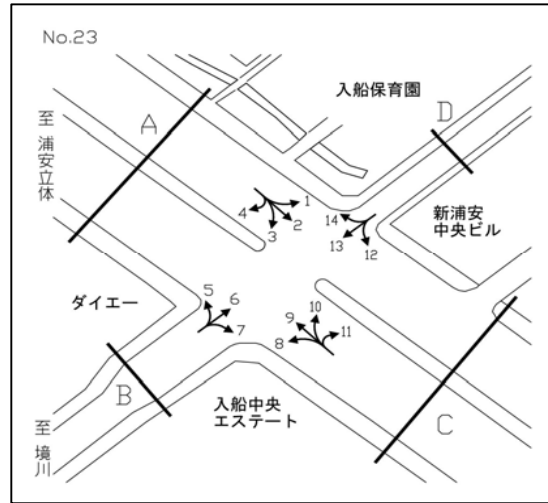 No.23
入船保育園
至
浦安立体
A
D
新浦安
中央ビル
1
2
3
4
14
13
12
ダイエー
5
6
7
8
9
10
11
B
C
入船中央
エステート
至
境川